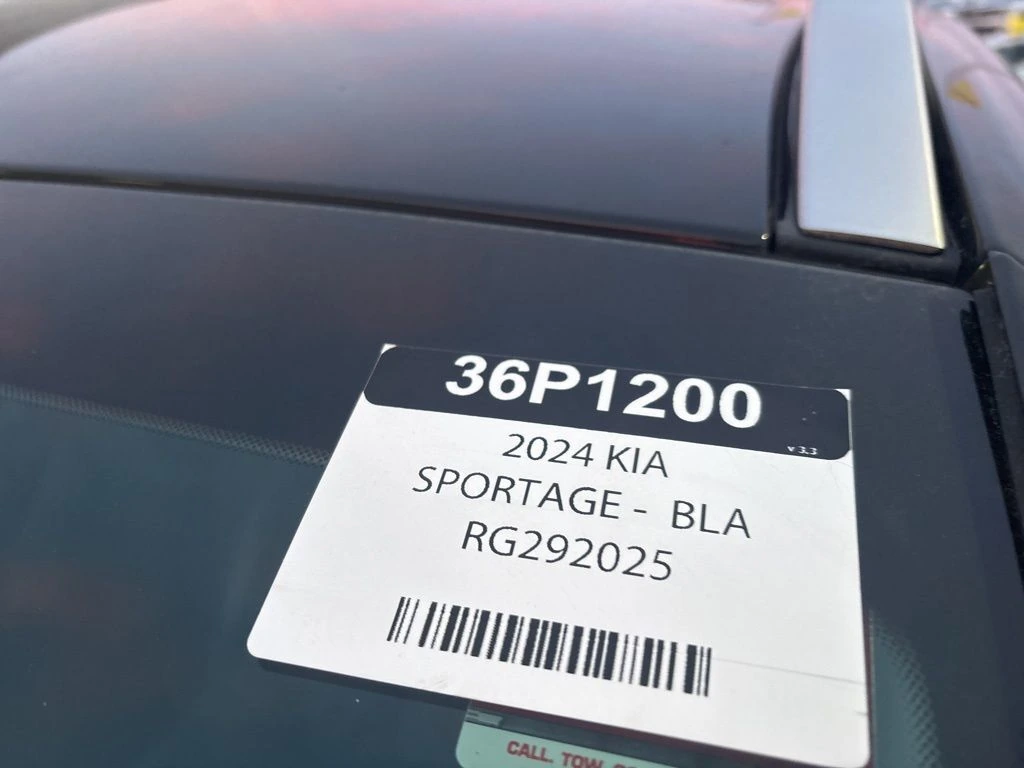 36P1200
v 3.3
2024 KIA
SPORTAGE - BLA
RG292025
CALL. TOW.